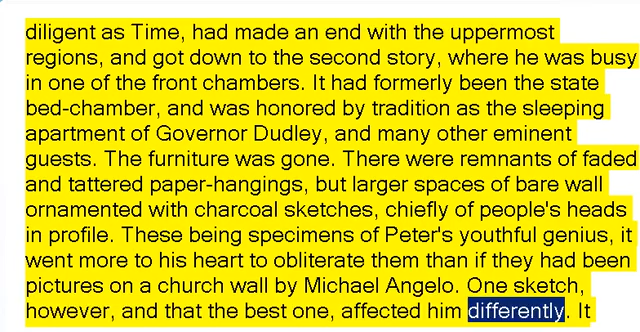 diligent as Time, had made an end with the uppermost
regions, and got down to the second story, where he was busy
in one of the front chambers. It had formerly been the state
bed-chamber, and was honored by tradition as the sleeping
apartment of Governor Dudley, and many other eminent
guests. The furniture was gone. There were remnants of faded
and tattered paper-hangings, but larger spaces of bare wall
ornamented with charcoal sketches, chiefly of people's heads
in profile. These being specimens of Peter's youthful genius, it
went more to his heart to obliterate them than if they had been
pictures on a church wall by Michael Angelo. One sketch,
however, and that the best one, affected him differently. It